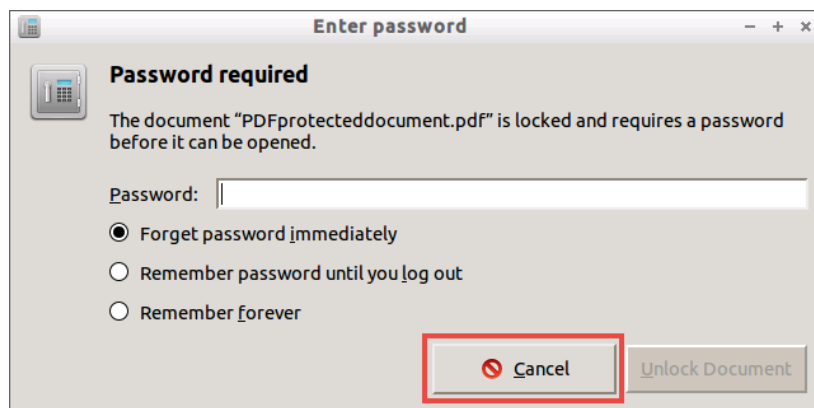 Enter password
Password required
The document “PDFprotecteddocument.pdf” is locked and requires a password
before it can be opened.
Password:
Forget password immediately
Remember password until you log out
Remember forever
Cancel
Unlock Document